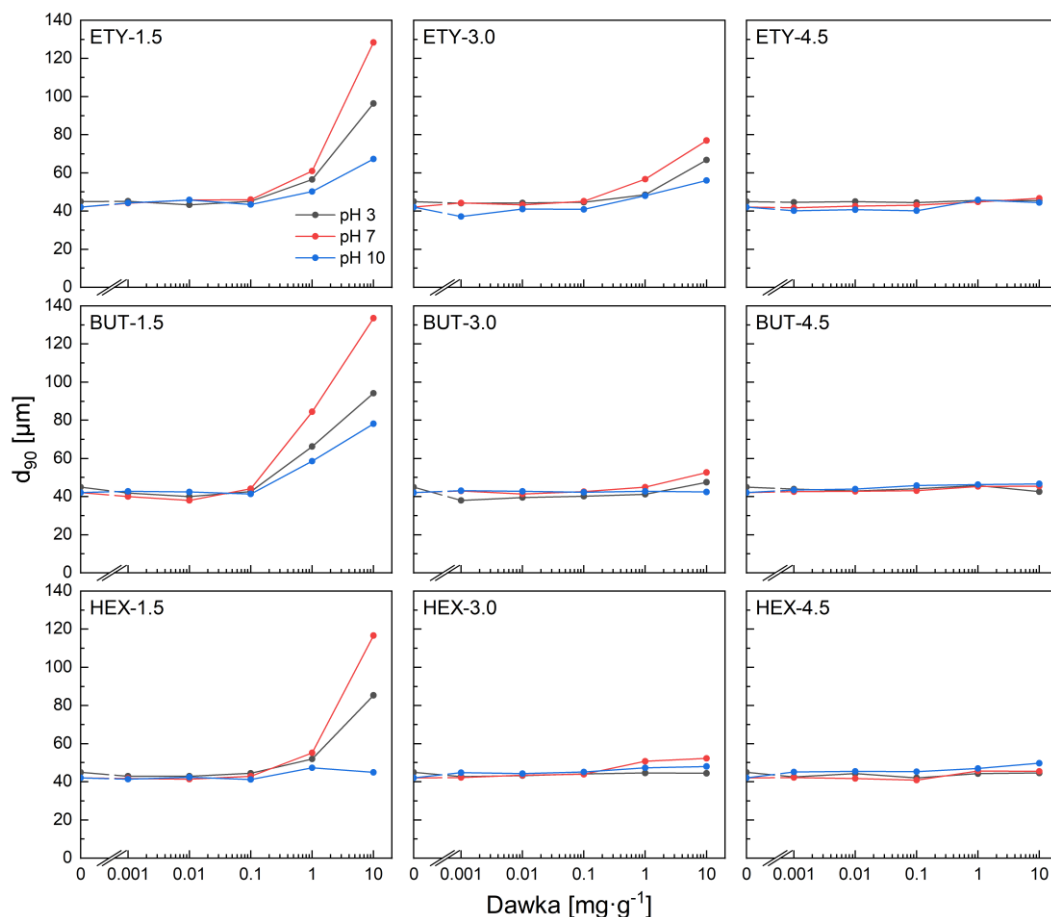 ETY-1.5
ETY-3.0
ETY-4.5
140
120
100
80
60
40
20
0
pH 3
pH 7
pH 10
BUT-1.5
BUT-3.0
BUT-4.5
140
120
100
80
60
40
20
0
d90 [µm]
HEX-1.5
HEX-3.0
HEX-4.5
140
120
100
80
60
40
20
0
0 0.001 0.01 0.1 1 10
0 0.001 0.01 0.1 1 10
0 0.001 0.01 0.1 1 10
Dawka [mg·g⁻¹]